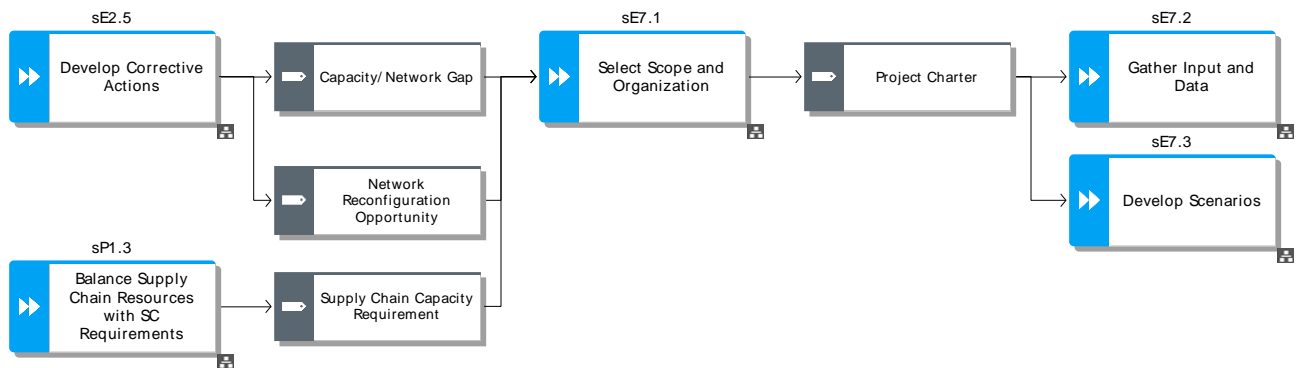 sE2.5
Develop Corrective
Actions
Capacity/ Network Gap
sE7.1
Select Scope and
Organization
Project Charter
sE7.2
Gather Input and
Data
Network
Reconfiguration
Opportunity
sE7.3
Develop Scenarios
sP1.3
Balance Supply
Chain Resources
with SC
Requirements
Supply Chain Capacity
Requirement